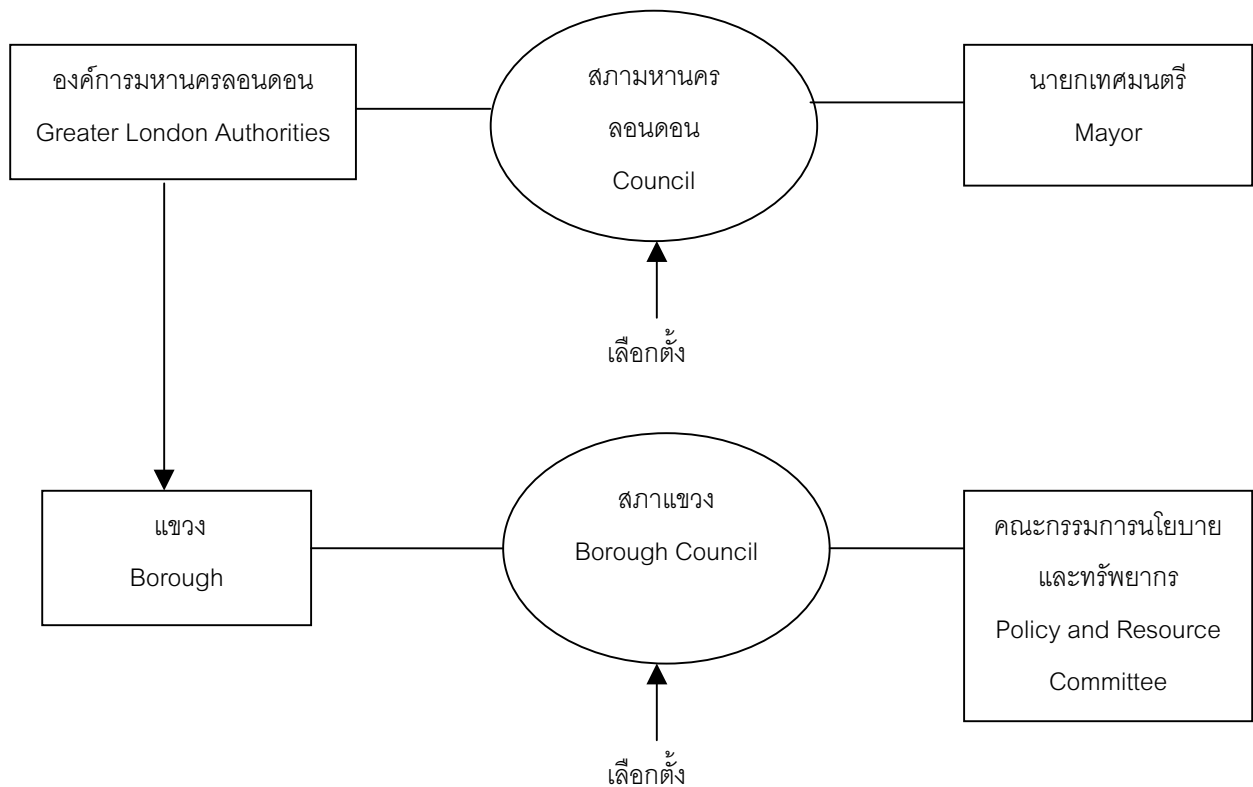 องค์การมหานครลอนดอน
Greater London Authorities
สภามหานคร
ลอนดอน
Council
นายกเทศมนตรี
Mayor
เลือกตั้ง
แขวง
Borough
สภาแขวง
Borough Council
คณะกรรมการนโยบาย
และทรัพยากร
Policy and Resource
Committee
เลือกตั้ง